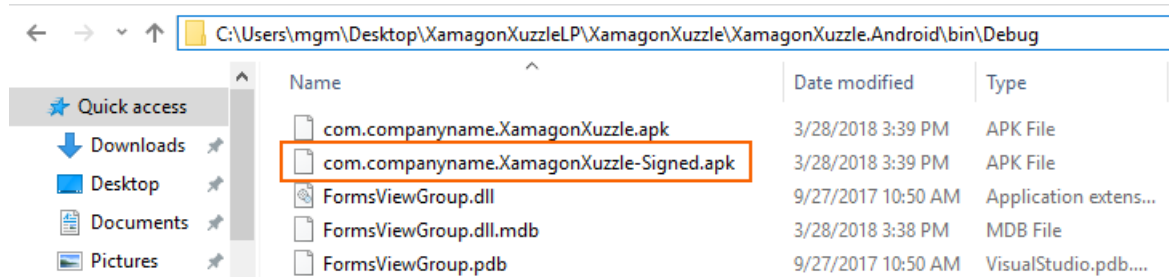 C:\Users\mgm\Desktop\XamagonXuzzleLP\XamagonXuzzle\XamagonXuzzle.Android\bin\Debug
Name Date modified Type
Quick access
com.companyname.XamagonXuzzle.apk 3/28/2018 3:39 PM APK File
Downloads
com.companyname.XamagonXuzzle-Signed.apk 3/28/2018 3:39 PM APK File
Desktop
FormsViewGroup.dll 9/27/2017 10:50 AM Application extens...
Documents
FormsViewGroup.dll.mdb 3/28/2018 3:38 PM MDB File
Pictures
FormsViewGroup.pdb 9/27/2017 10:50 AM VisualStudio.pdb....